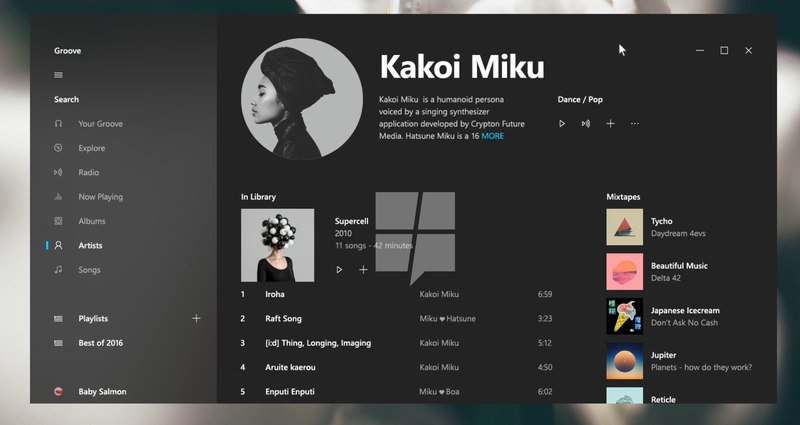 Groove
Search
Your Groove
Explore
Radio
Now Playing
Albums
Artists
Songs
Playlists
Best of 2016
Baby Salmon
Kakoi Miku
Kakoi Miku is a humanoid persona
voiced by a singing synthesizer
application developed by Crypton Future
Media. Hatsune Miku is a 16 MORE
Dance / Pop
In Library
Supercell
2010
11 songs - 42 minutes
1 Iroha Kakoi Miku 6:59
2 Raft Song Miku ❤ Hatsune 3:23
3 [i:d] Thing, Longing, Imaging Kakoi Miku 5:12
4 Aruite kaerou Kakoi Miku 4:50
5 Enputi Enputi Miku ❤ Boa 6:02
Mixtapes
Tycho
Daydream 4evs
Beautiful Music
Delta 42
Japanese Icecream
Don't Ask No Cash
Jupiter
Planets - how do they work?
Reticle